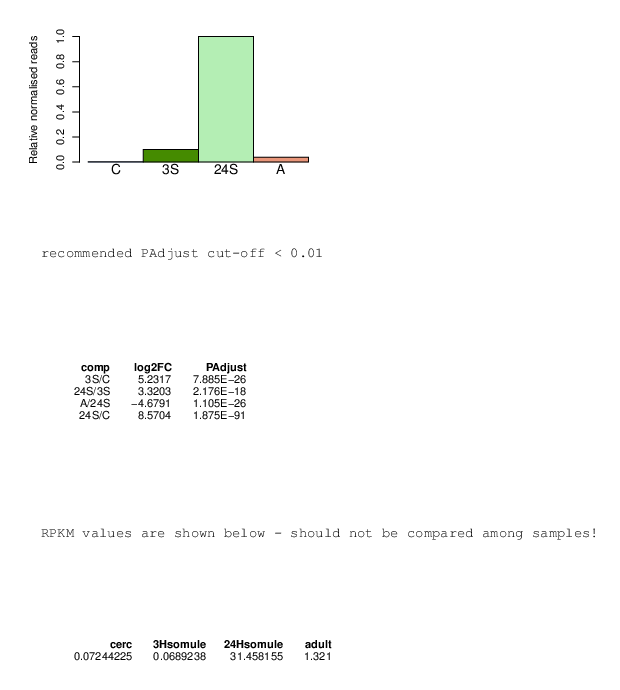 Relative normalised reads
1.0
0.8
0.6
0.4
0.2
0.0
C 3S 24S A
recommended PAdjust cut-off < 0.01
comp log2FC PAdjust
3S/C 5.2317 7.885E−26
24S/3S 3.3203 2.176E−18
A/24S −4.6791 1.105E−26
24S/C 8.5704 1.875E−91
RPKM values are shown below - should not be compared among samples!
cerc 3Hsomule 24Hsomule adult
0.07244225 0.0689238 31.458155 1.321